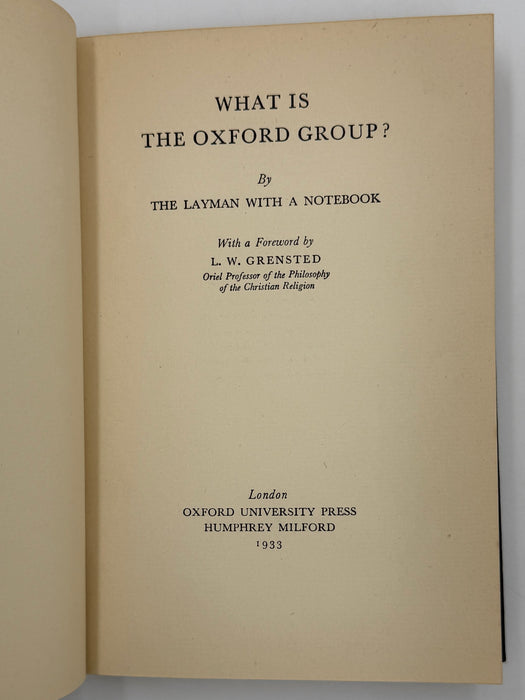 WHAT IS
THE OXFORD GROUP?
By
THE LAYMAN WITH A NOTEBOOK
With a Foreword by
L. W. GRENSTED
Oriel Professor of the Philosophy
of the Christian Religion
London
OXFORD UNIVERSITY PRESS
HUMPHREY MILFORD
1933